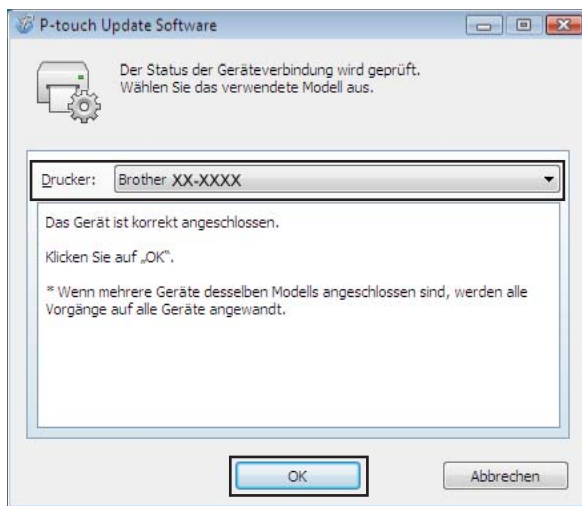 P-touch Update Software
Der Status der Geräteverbindung wird geprüft.
Wählen Sie das verwendete Modell aus.
Drucker: Brother XX-XXXX
Das Gerät ist korrekt angeschlossen.
Klicken Sie auf „OK“.
* Wenn mehrere Geräte desselben Modells angeschlossen sind, werden alle
Vorgänge auf alle Geräte angewandt.
OK
Abbrechen